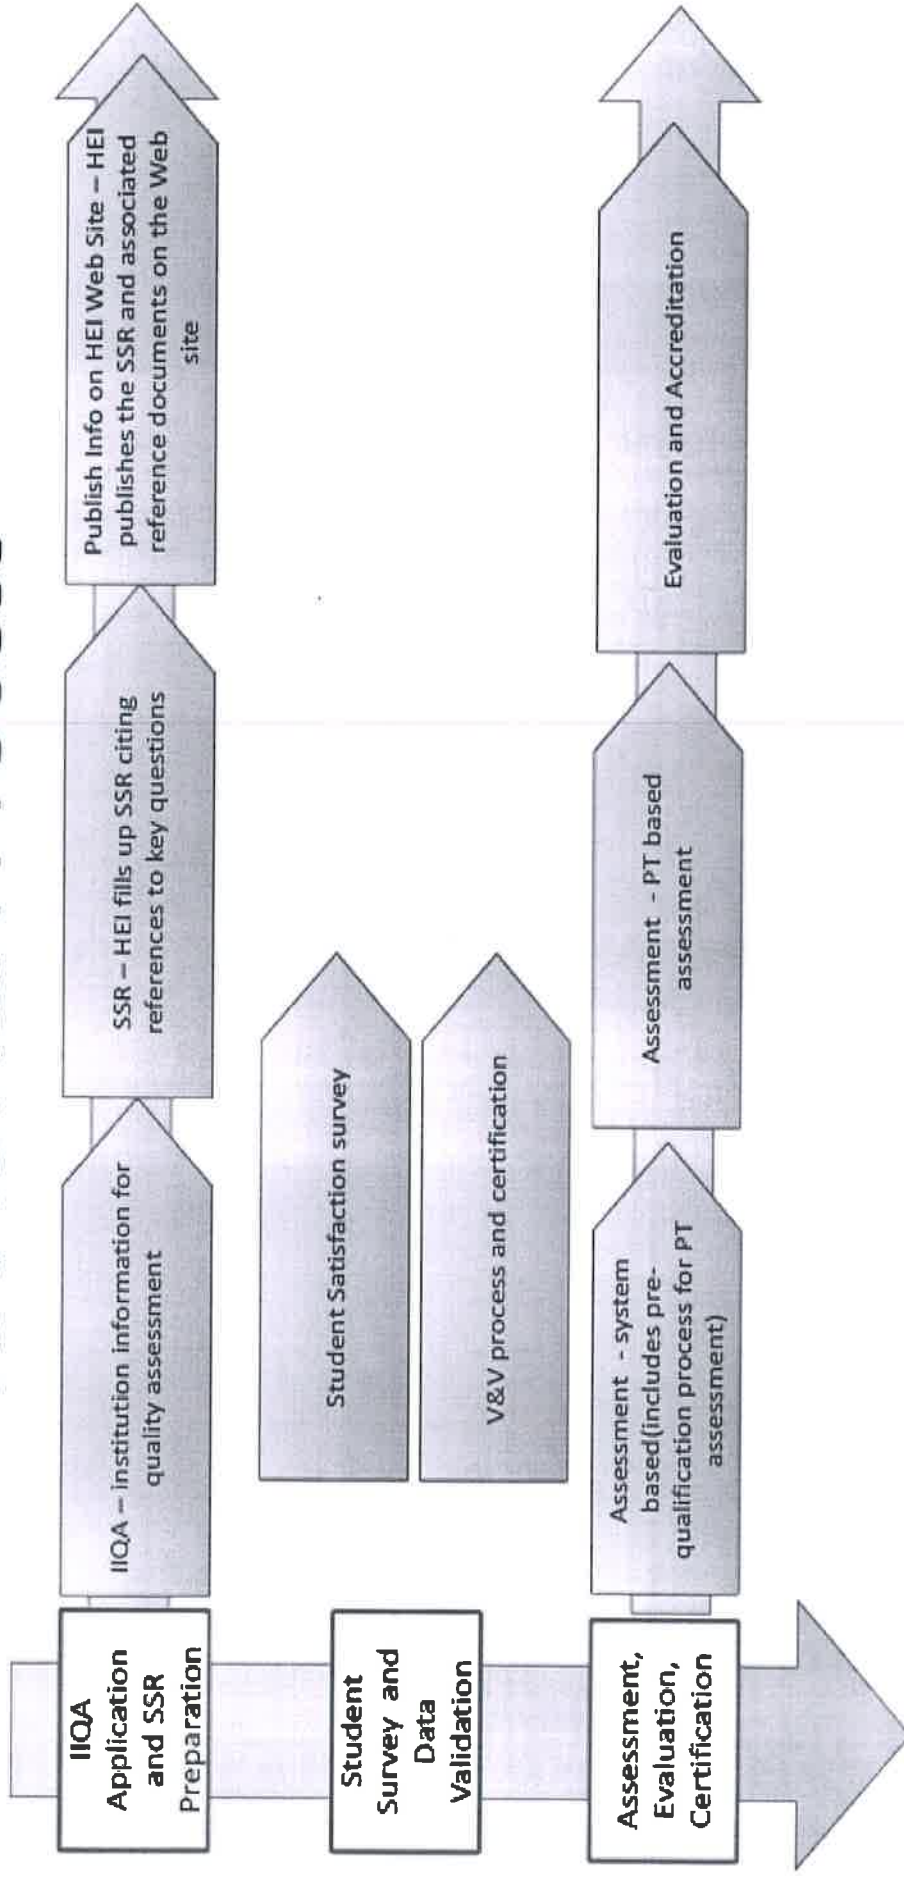 IIQA
Application
and SSR
Preparation
IIQA – institution information for
quality assessment
SSR – HEI fills up SSR citing
references to key questions
Publish Info on HEI Web Site – HEI
publishes the SSR and associated
reference documents on the Web
site
Student
Survey and
Data
Validation
Student Satisfaction survey
V&V process and certification
Assessment,
Evaluation,
Certification
Assessment - system
based(includes pre-
qualification process for PT
assessment)
Assessment - PT based
assessment
Evaluation and Accreditation